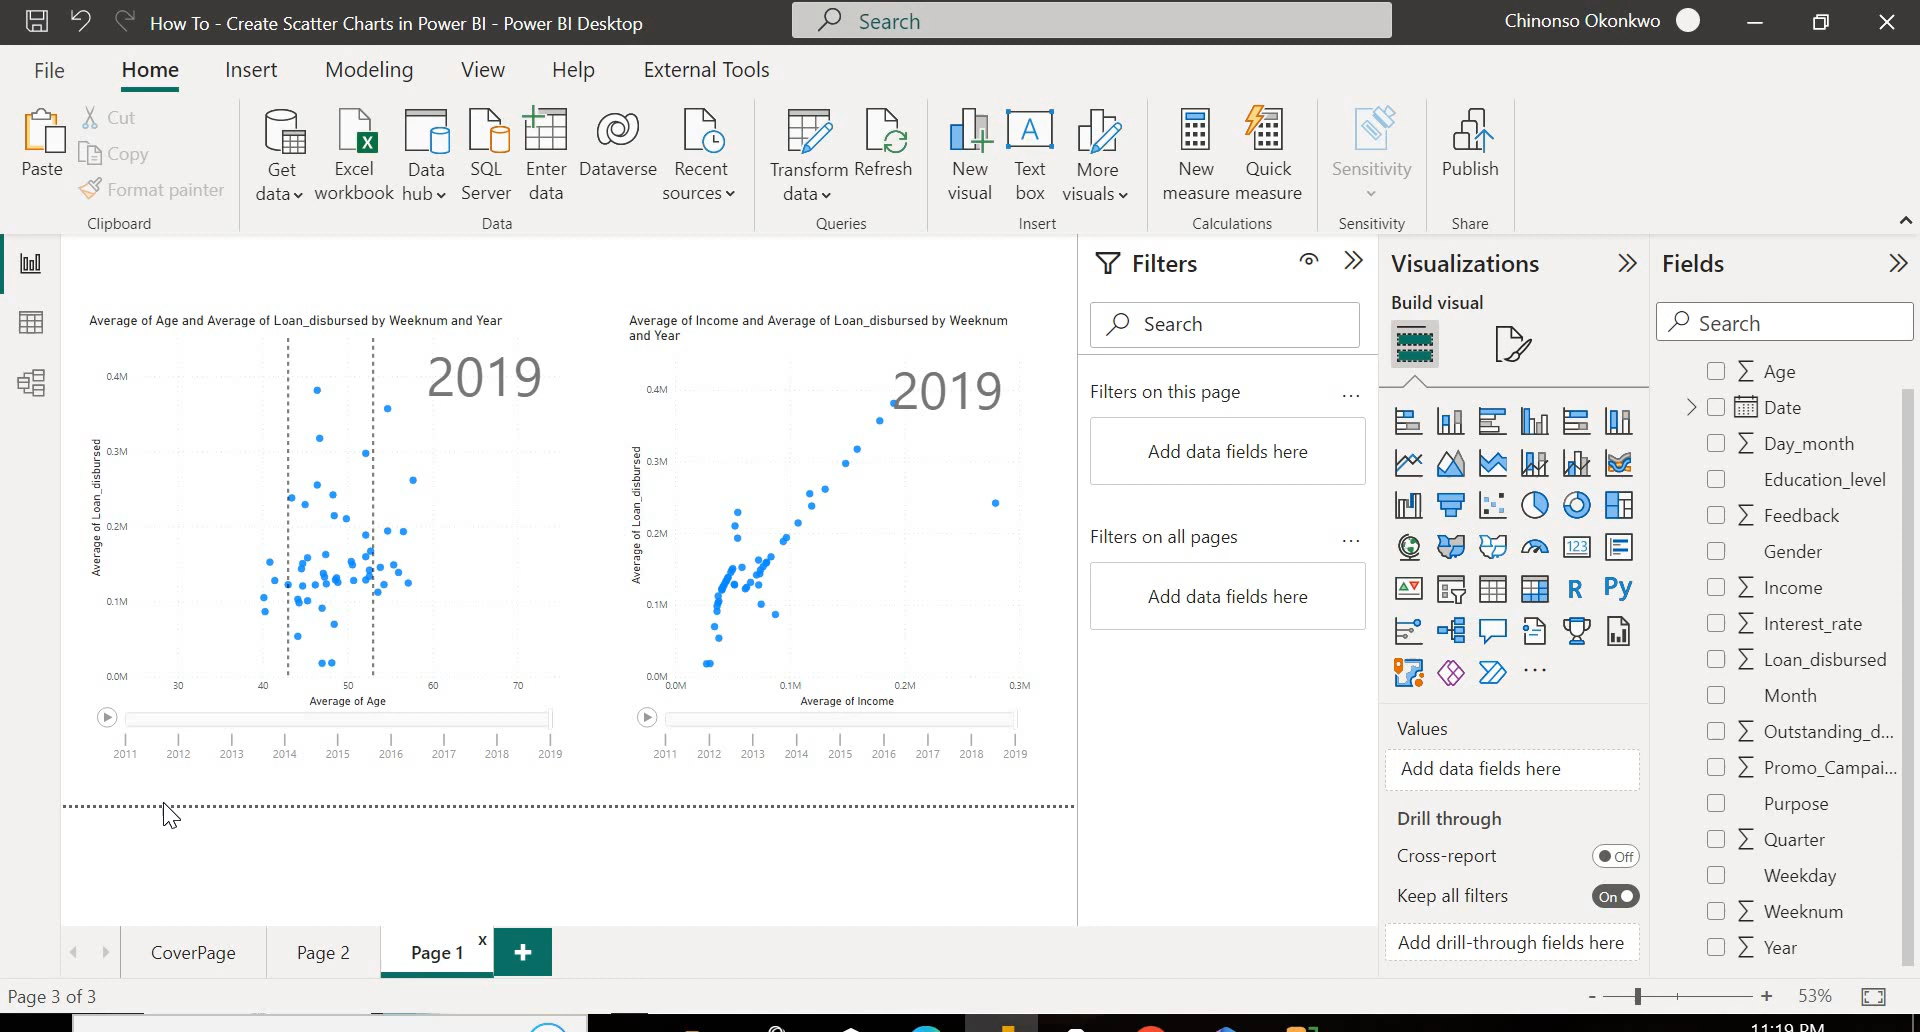 How To - Create Scatter Charts in Power BI - Power BI Desktop
Search
Chinonso Okonkwo
File Home Insert Modeling View Help External Tools
Paste
Cut
Copy
Format painter
Clipboard
Get data
Excel workbook
Data hub
SQL Server
Enter data
Dataverse
Recent sources
Data
Transform data
Refresh
Queries
New visual
Text box
More visuals
Insert
New measure
Quick measure
Calculations
Sensitivity
Sensitivity
Publish
Share
Average of Age and Average of Loan_disbursed by Weeknum and Year
2019
Average of Loan_disbursed
0.4M
0.3M
0.2M
0.1M
0.0M
30 40 50 60 70
Average of Age
2011 2012 2013 2014 2015 2016 2017 2018 2019
Average of Income and Average of Loan_disbursed by Weeknum
and Year
2019
Average of Loan_disbursed
0.4M
0.3M
0.2M
0.1M
0.0M
0.0M 0.1M 0.2M 0.3M
Average of Income
2011 2012 2013 2014 2015 2016 2017 2018 2019
Filters
Search
Filters on this page ...
Add data fields here
Filters on all pages ...
Add data fields here
Visualizations
Build visual
123
R Py
...
Values
Add data fields here
Drill through
Cross-report Off
Keep all filters On
Add drill-through fields here
Fields
Search
Age
Date
Day_month
Education_level
Feedback
Gender
Income
Interest_rate
Loan_disbursed
Month
Outstanding_d...
Promo_Campai...
Purpose
Quarter
Weekday
Weeknum
Year
CoverPage Page 2 Page 1 x +
Page 3 of 3
- + 53%
11:19 PM